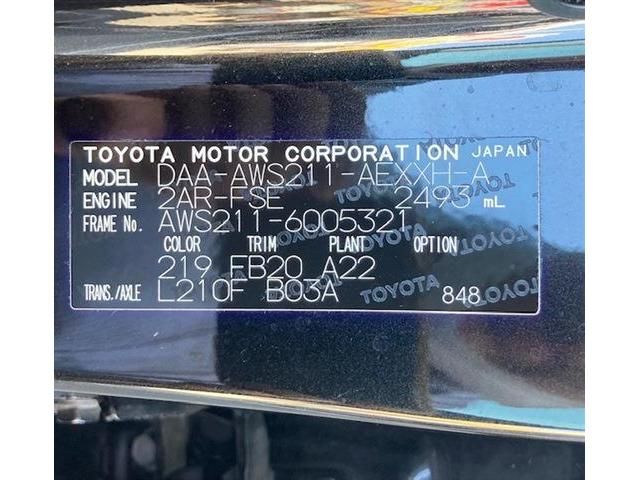 TOYOTA MOTOR CORPORATION JAPAN
MODEL DAA-AWS211-AEXXH-A
ENGINE 2AR-FSE 2493 mL
FRAME No. AWS211-6005321
COLOR TRIM PLANT OPTION
219 FB20 A22
TRANS./AXLE L210F B03A 848